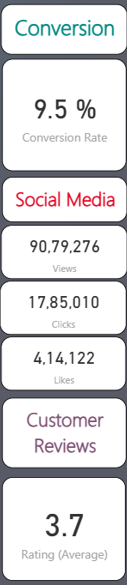 Conversion
9.5 %
Conversion Rate
Social Media
90,79,276
Views
17,85,010
Clicks
4,14,122
Likes
Customer
Reviews
3.7
Rating (Average)